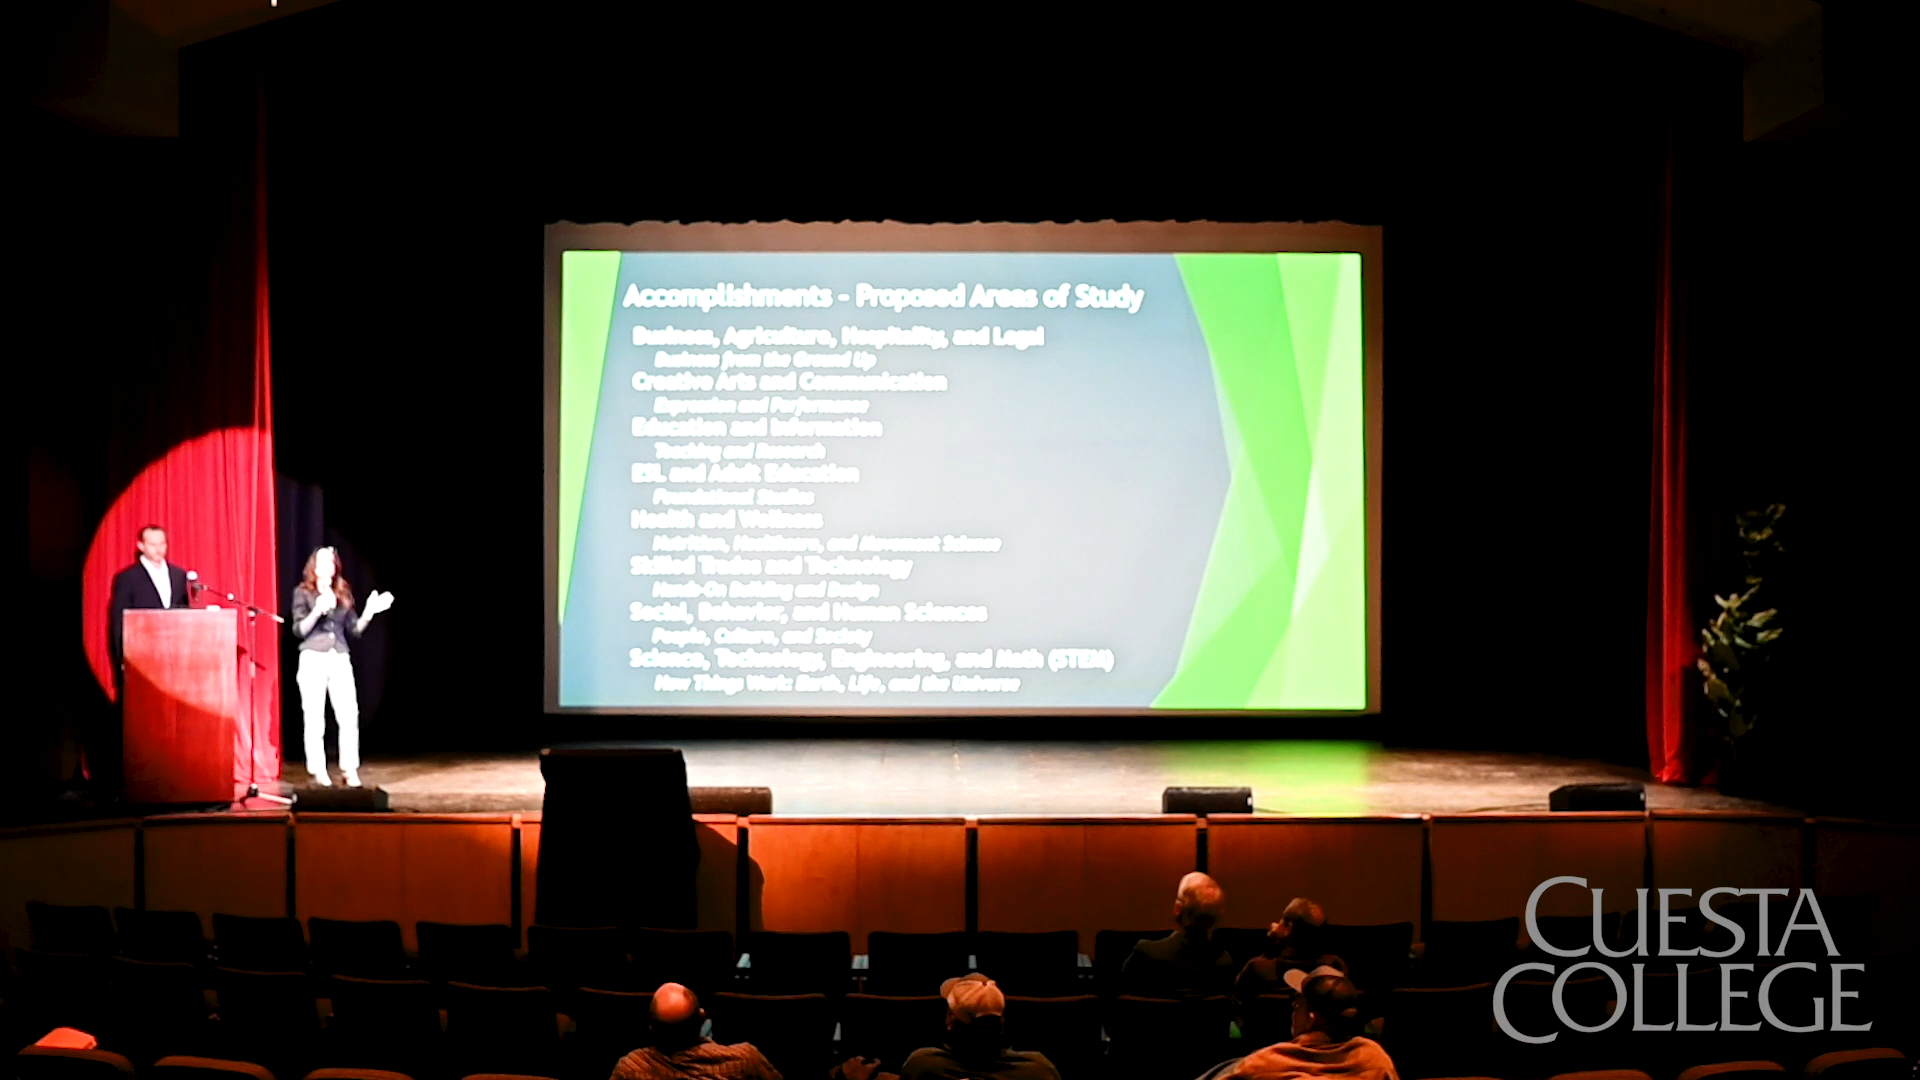 Accomplishments - Proposed Areas of Study
Business, Agriculture, Hospitality, and Legal
Business from the Ground Up
Creative Arts and Communication
Expression and Performance
Education and Information
Teaching and Research
ESL and Adult Education
Foundational Studies
Health and Wellness
Nutrition, Healthcare, and Movement Science
Skilled Trades and Technology
Hands-On Building and Design
Social, Behavior, and Human Sciences
People, Culture, and Society
Science, Technology, Engineering, and Math (STEM)
How Things Work: Earth, Life, and the Universe
CUESTA
COLLEGE